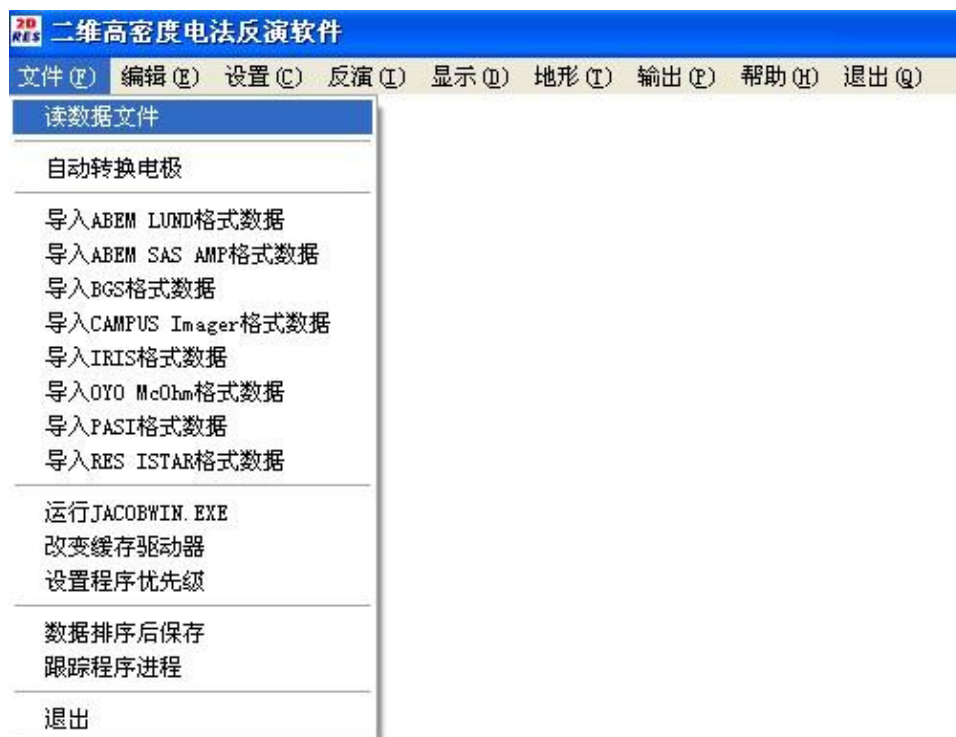 2D RES 二维高密度电法反演软件
文件(F) 编辑(E) 设置(C) 反演(I) 显示(D) 地形(T) 输出(P) 帮助(H) 退出(Q)
读数据文件
自动转换电极
导入ABEM LUND格式数据
导入ABEM SAS AMP格式数据
导入BGS格式数据
导入CAMPUS Imager格式数据
导入IRIS格式数据
导入OYO McOhm格式数据
导入PASI格式数据
导入RES ISTAR格式数据
运行JACOBWIN.EXE
改变缓存驱动器
设置程序优先级
数据排序后保存
跟踪程序进程
退出